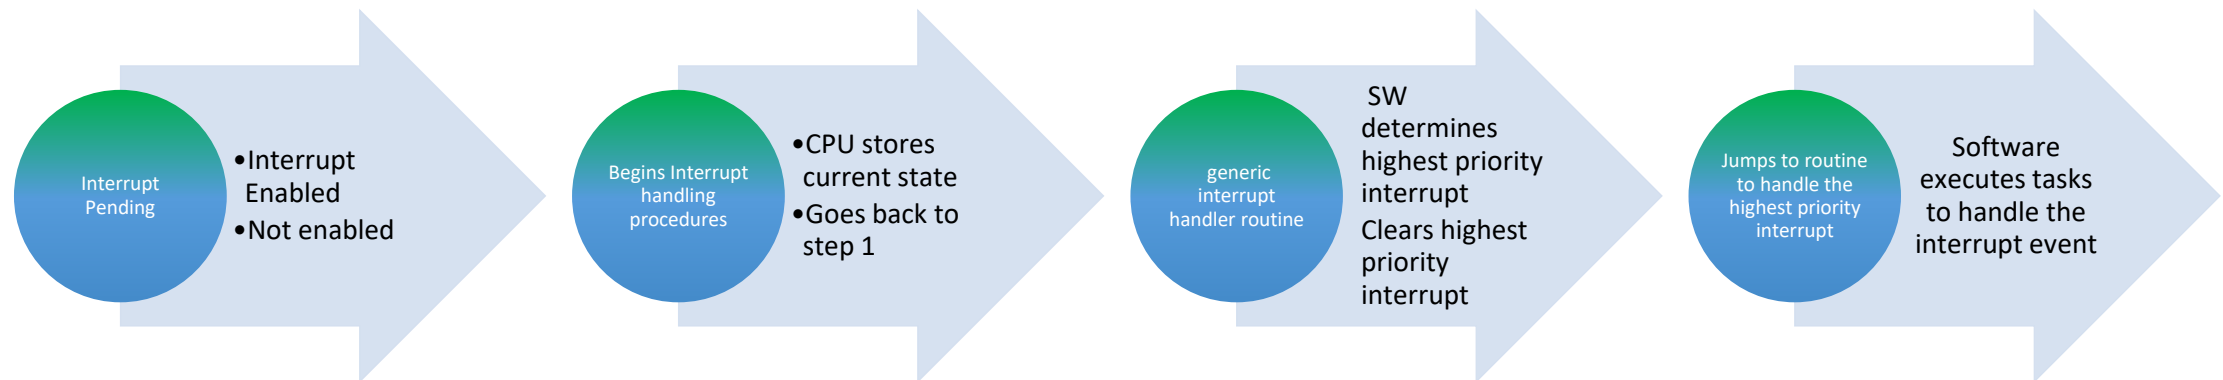 Interrupt
Pending
•Interrupt
Enabled
•Not enabled
Begins Interrupt
handling
procedures
•CPU stores
current state
•Goes back to
step 1
generic
interrupt
handler routine
SW
determines
highest priority
interrupt
Clears highest
priority
interrupt
Jumps to routine
to handle the
highest priority
interrupt
Software
executes tasks
to handle the
interrupt event